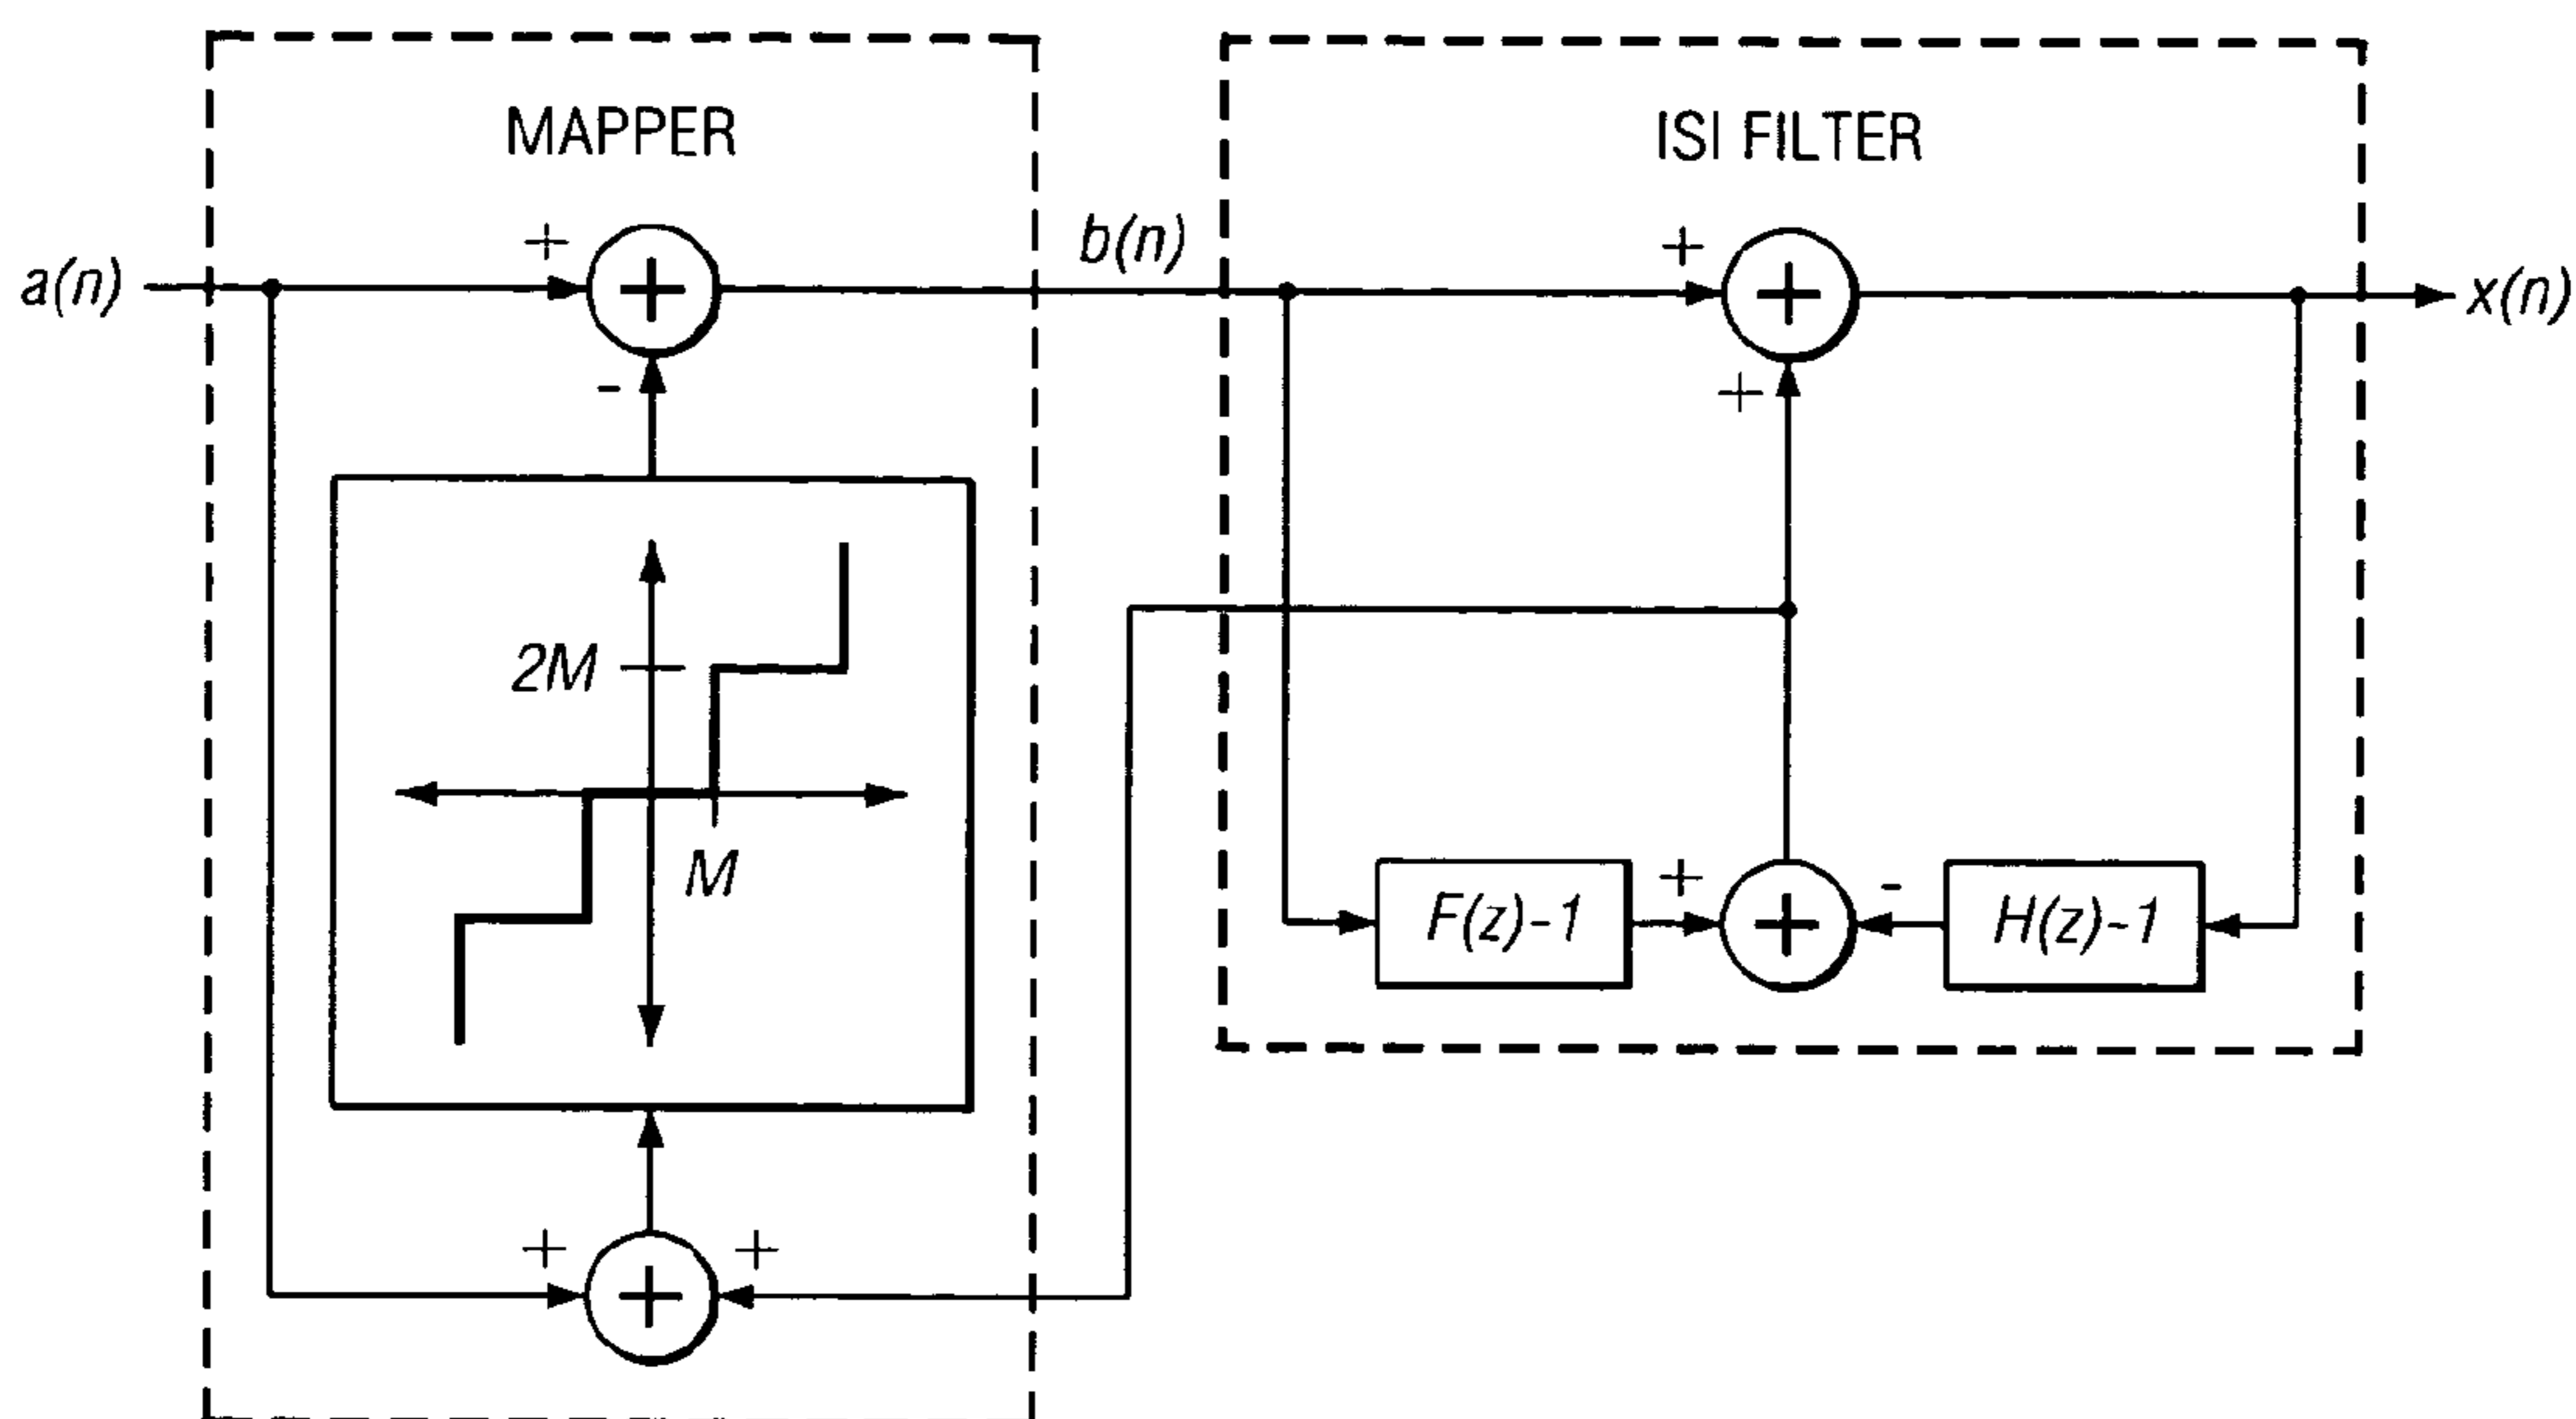 MAPPER
ISI FILTER
a(n)
+
+
-
b(n)
+
+
+
x(n)
2M
M
F(z)-1
+
+
-
H(z)-1
+
+
+